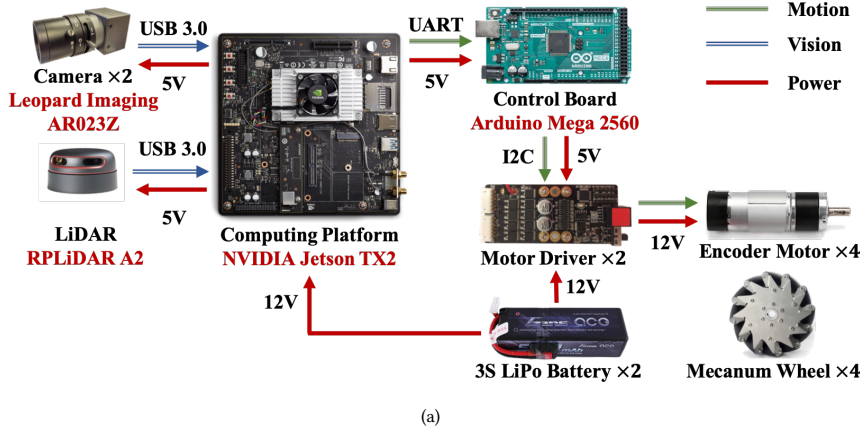 USB 3.0
5V
Camera ×2
Leopard Imaging
AR023Z
USB 3.0
5V
LiDAR
RPLiDAR A2
Computing Platform
NVIDIA Jetson TX2
12V
UART
5V
Control Board
Arduino Mega 2560
I2C
5V
Motor Driver ×2
12V
3S LiPo Battery ×2
12V
Encoder Motor ×4
Mecanum Wheel ×4
Motion
Vision
Power
(a)